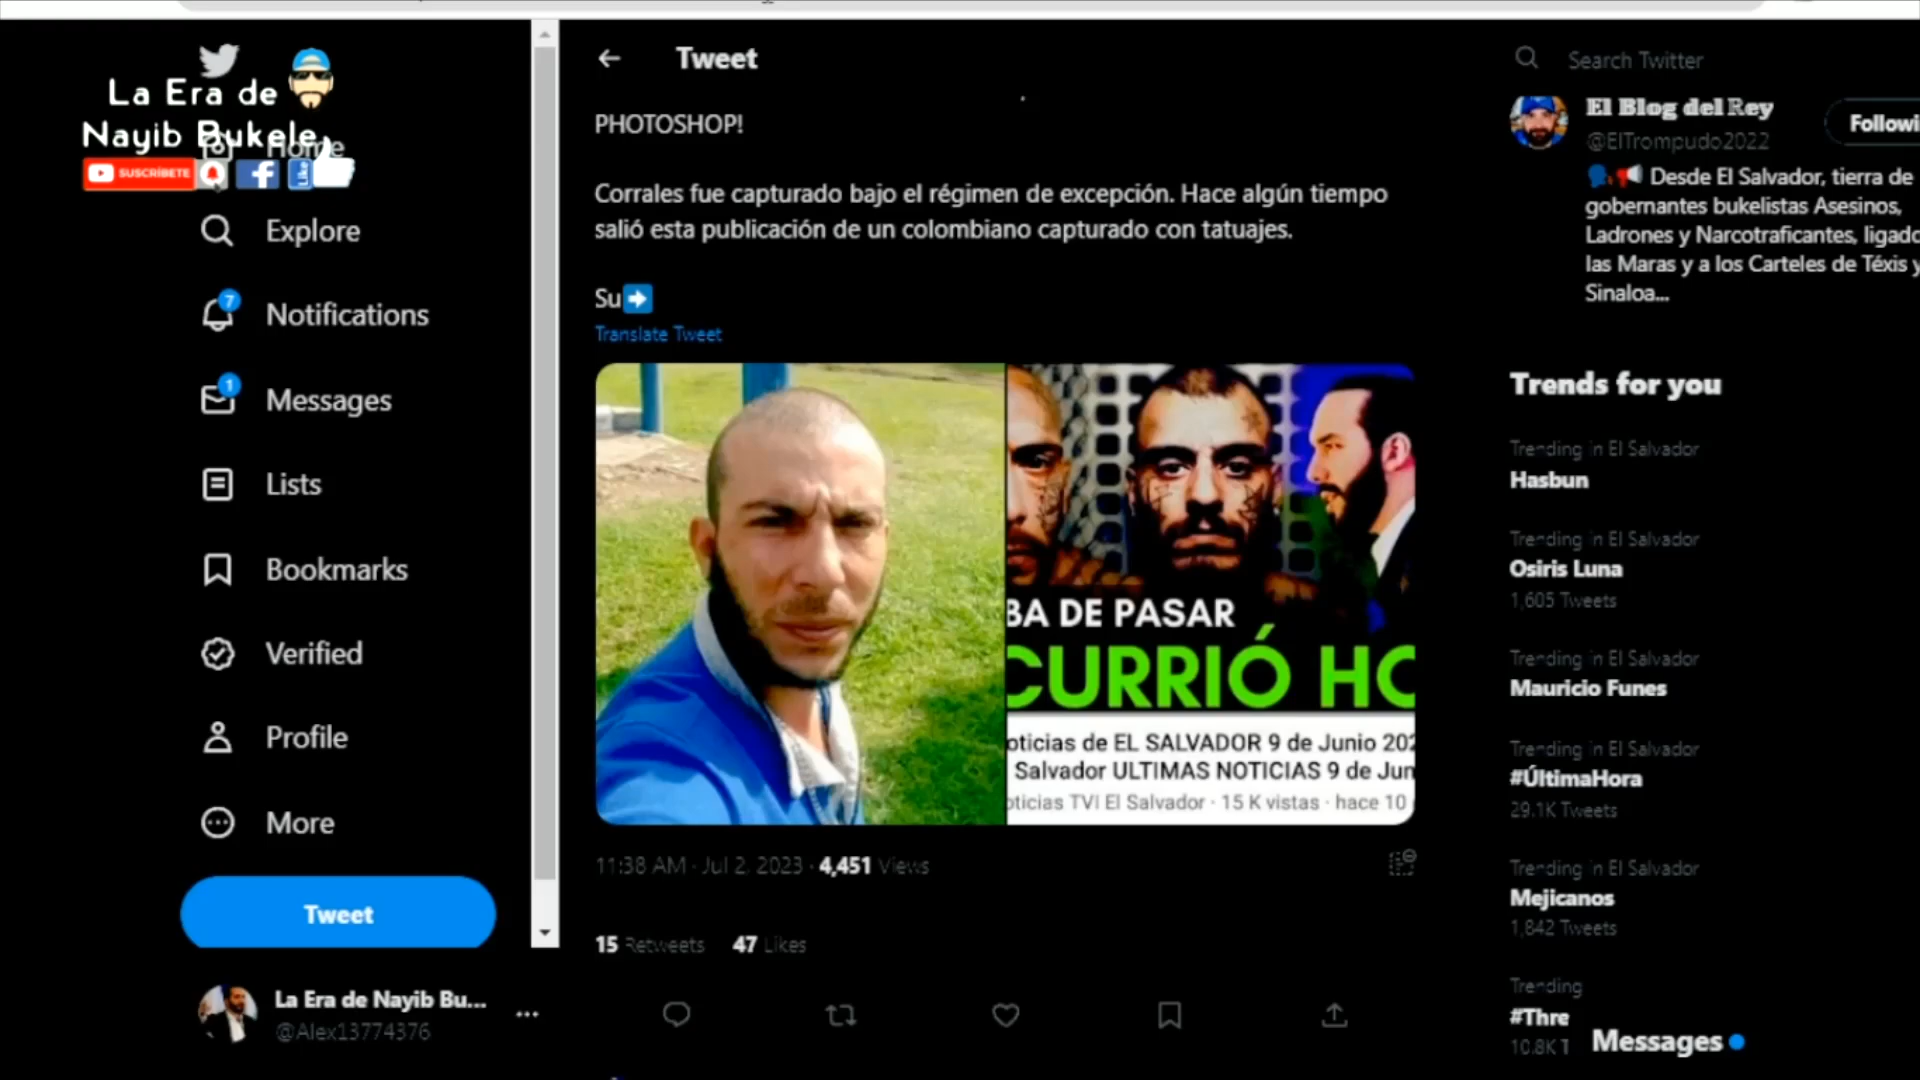 La Era de
Nayib Bukele
SUSCRÍBETE
Like
Home
Explore
7
Notifications
1
Messages
Lists
Bookmarks
Verified
Profile
More
Tweet
La Era de Nayib Bu...
@Alex13774376
Tweet
PHOTOSHOP!
Corrales fue capturado bajo el régimen de excepción. Hace algún tiempo
salió esta publicación de un colombiano capturado con tatuajes.
Su➡
Translate Tweet
BA DE PASAR
CURRIÓ HO
oticias de EL SALVADOR 9 de Junio 202
Salvador ULTIMAS NOTICIAS 9 de Jun
oticias TVI El Salvador · 15 K vistas · hace 10
11:38 AM · Jul 2, 2023 · 4,451 Views
15 Retweets 47 Likes
Search Twitter
El Blog del Rey
@ElTrompudo2022
Followi
Desde El Salvador, tierra de
gobernantes bukelistas Asesinos,
Ladrones y Narcotraficantes, ligado
las Maras y a los Carteles de Téxis y
Sinaloa...
Trends for you
Trending in El Salvador
Hasbun
Trending in El Salvador
Osiris Luna
1,605 Tweets
Trending in El Salvador
Mauricio Funes
Trending in El Salvador
#ÚltimaHora
29.1K Tweets
Trending in El Salvador
Mejicanos
1,842 Tweets
Trending
#Thre
10.8K T
Messages